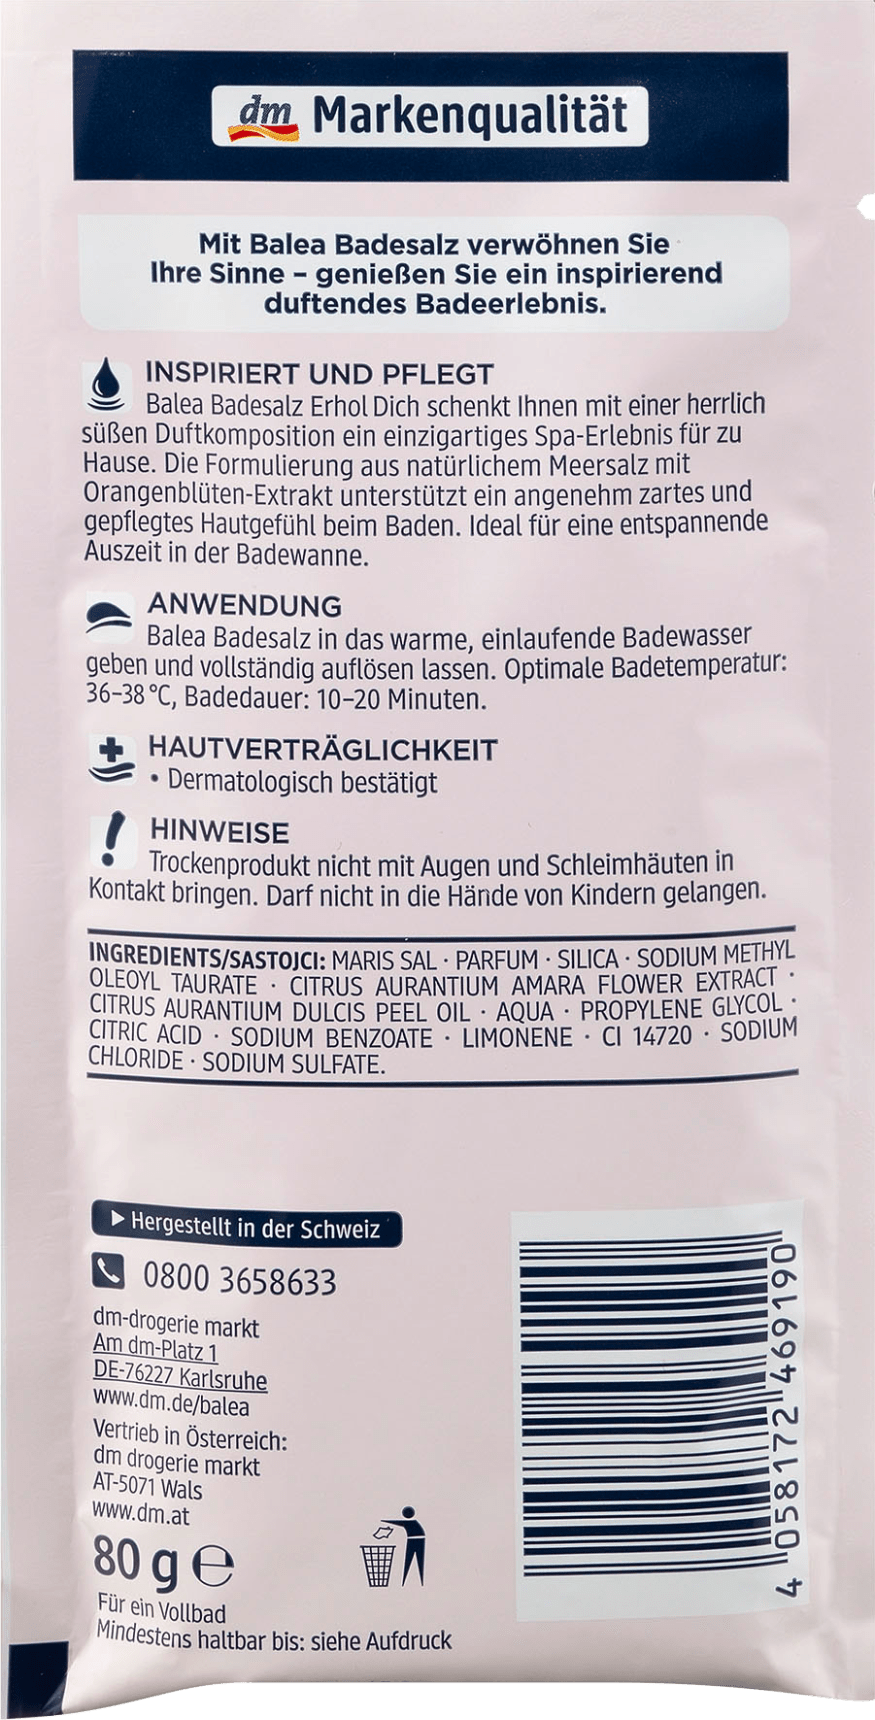 dm Markenqualität
Mit Balea Badesalz verwöhnen Sie
Ihre Sinne – genießen Sie ein inspirierend
duftendes Badeerlebnis.
INSPIRIERT UND PFLEGT
Balea Badesalz Erhol Dich schenkt Ihnen mit einer herrlich
süßen Duftkomposition ein einzigartiges Spa-Erlebnis für zu
Hause. Die Formulierung aus natürlichem Meersalz mit
Orangenblüten-Extrakt unterstützt ein angenehm zartes und
gepflegtes Hautgefühl beim Baden. Ideal für eine entspannende
Auszeit in der Badewanne.
ANWENDUNG
Balea Badesalz in das warme, einlaufende Badewasser
geben und vollständig auflösen lassen. Optimale Badetemperatur:
36–38 °C, Badedauer: 10–20 Minuten.
HAUTVERTRÄGLICHKEIT
• Dermatologisch bestätigt
HINWEISE
Trockenprodukt nicht mit Augen und Schleimhäuten in
Kontakt bringen. Darf nicht in die Hände von Kindern gelangen.
INGREDIENTS/SASTOJCI: MARIS SAL · PARFUM · SILICA · SODIUM METHYL
OLEOYL TAURATE · CITRUS AURANTIUM AMARA FLOWER EXTRACT ·
CITRUS AURANTIUM DULCIS PEEL OIL · AQUA · PROPYLENE GLYCOL ·
CITRIC ACID · SODIUM BENZOATE · LIMONENE · CI 14720 · SODIUM
CHLORIDE · SODIUM SULFATE.
Hergestellt in der Schweiz
0800 3658633
dm-drogerie markt
Am dm-Platz 1
DE-76227 Karlsruhe
www.dm.de/balea
Vertrieb in Österreich:
dm drogerie markt
AT-5071 Wals
www.dm.at
80 g ℮
Für ein Vollbad
Mindestens haltbar bis: siehe Aufdruck
4 058172 469190